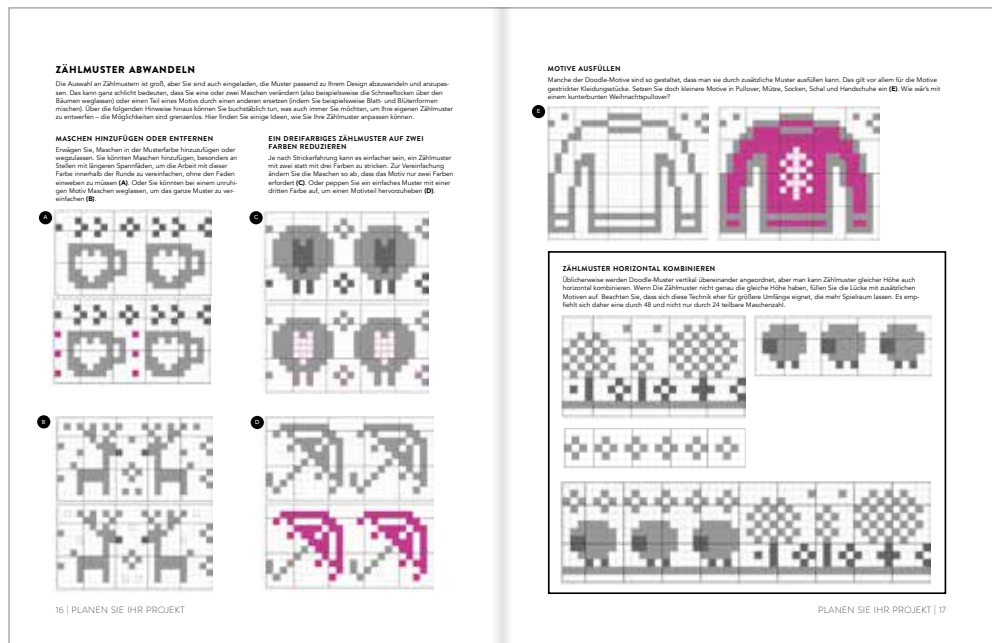 ZÄHLMUSTER ABWANDELN
Die Auswahl an Zählmustern ist groß, aber Sie sind auch eingeladen, die Muster passend zu Ihrem Design abzuwandeln und anzupas-
sen. Das kann ganz schlicht bedeuten, dass Sie eine oder zwei Maschen verändern (also beispielsweise die Schneeflocken über den
Bäumen weglassen) oder einen Teil eines Motivs durch einen anderen ersetzen (indem Sie beispielsweise Blatt- und Blütenformen
mischen). Über die folgenden Hinweise hinaus können Sie buchstäblich tun, was auch immer Sie möchten, um Ihre eigenen Zählmuster
zu entwerfen – die Möglichkeiten sind grenzenlos. Hier finden Sie einige Ideen, wie Sie Ihre Zählmuster anpassen können.
MASCHEN HINZUFÜGEN ODER ENTFERNEN
Erwägen Sie, Maschen in der Musterfarbe hinzuzufügen oder
wegzulassen. Sie könnten Maschen hinzufügen, besonders an
Stellen mit längeren Spannfäden, um die Arbeit mit dieser
Farbe innerhalb der Runde zu vereinfachen, ohne den Faden
einweben zu müssen (A). Oder Sie könnten bei einem unruhi-
gen Motiv Maschen weglassen, um das ganze Muster zu ver-
einfachen (B).
EIN DREIFARBIGES ZÄHLMUSTER AUF ZWEI
FARBEN REDUZIEREN
Je nach Strickerfahrung kann es einfacher sein, ein Zählmuster
mit zwei statt mit drei Farben zu stricken. Zur Vereinfachung
ändern Sie die Maschen so ab, dass das Motiv nur zwei Farben
erfordert (C). Oder peppen Sie ein einfaches Muster mit einer
dritten Farbe auf, um einen Motivteil hervorzuheben (D).
A
C
B
D
16 | PLANEN SIE IHR PROJEKT
MOTIVE AUSFÜLLEN
Manche der Doodle-Motive sind so gestaltet, dass man sie durch zusätzliche Muster ausfüllen kann. Das gilt vor allem für die Motive
gestrickter Kleidungsstücke. Setzen Sie doch kleinere Motive in Pullover, Mütze, Socken, Schal und Handschuhe ein (E). Wie wär's mit
einem kunterbunten Weihnachtspullover?
E
ZÄHLMUSTER HORIZONTAL KOMBINIEREN
Üblicherweise werden Doodle-Muster vertikal übereinander angeordnet, aber man kann Zählmuster gleicher Höhe auch
horizontal kombinieren. Wenn Die Zählmuster nicht genau die gleiche Höhe haben, füllen Sie die Lücke mit zusätzlichen
Motiven auf. Beachten Sie, dass sich diese Technik eher für größere Umfänge eignet, die mehr Spielraum lassen. Es emp-
fiehlt sich daher eine durch 48 und nicht nur durch 24 teilbare Maschenzahl.
PLANEN SIE IHR PROJEKT | 17